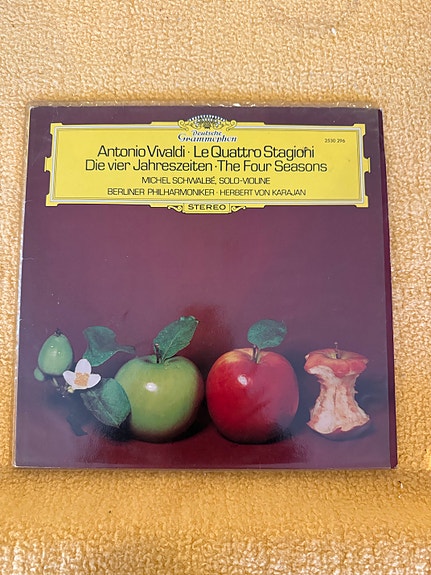 Deutsche
Grammophon
2530 296
Antonio Vivaldi · Le Quattro Stagioni
Die vier Jahreszeiten · The Four Seasons
MICHEL SCHWALBÉ, SOLO-VIOLINE
BERLINER PHILHARMONIKER · HERBERT VON KARAJAN
STEREO